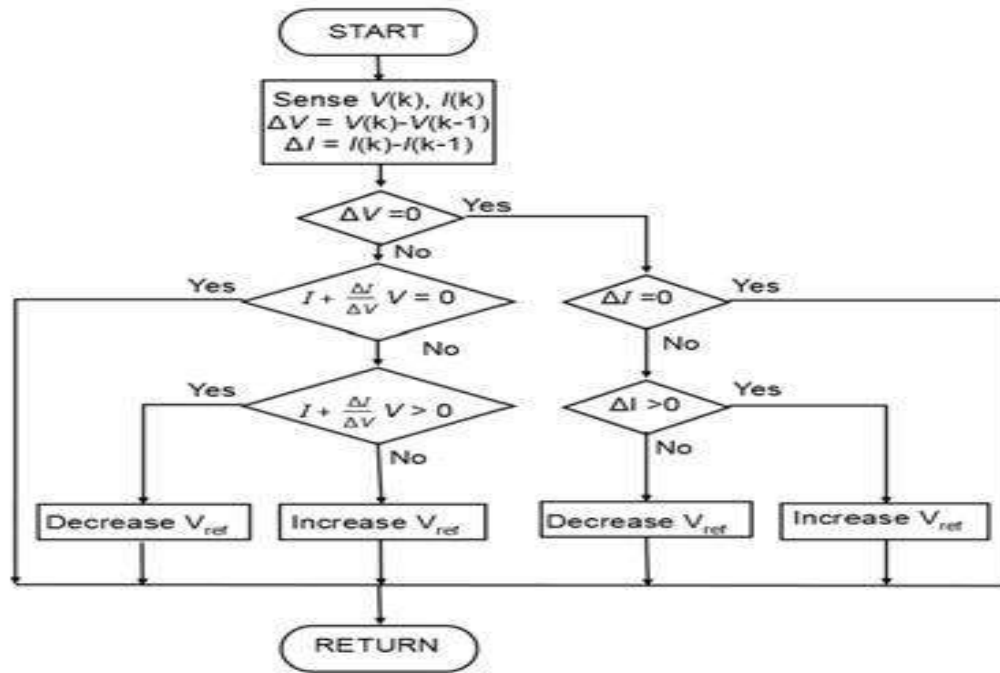 START
Sense V(k), I(k)
ΔV = V(k)-V(k-1)
ΔI = I(k)-I(k-1)
ΔV =0
Yes
No
Yes
I + ΔI/ΔV V = 0
ΔI =0
Yes
No
No
Yes
I + ΔI/ΔV V > 0
ΔI >0
Yes
No
No
Decrease Vref
Increase Vref
Decrease Vref
Increase Vref
RETURN